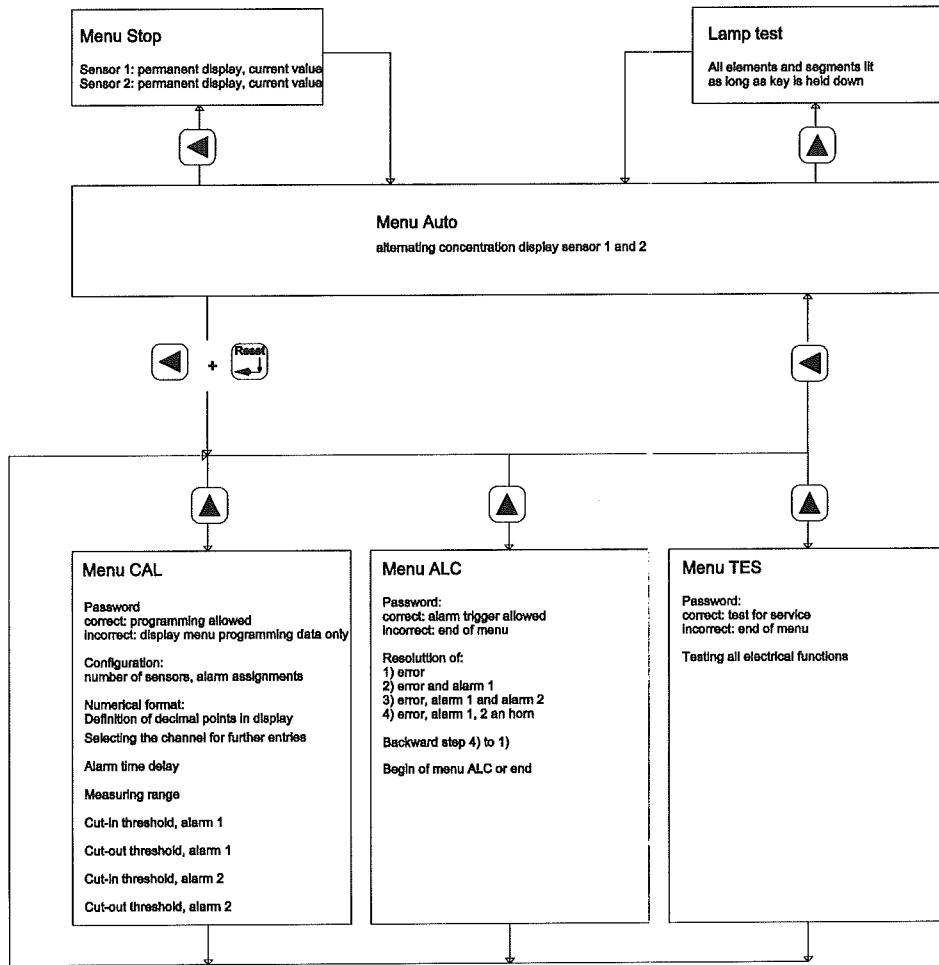 Menu Stop
Sensor 1: permanent display, current value
Sensor 2: permanent display, current value
Lamp test
All elements and segments lit
as long as key is held down
Menu Auto
alternating concentration display sensor 1 and 2
+
Reset
Menu CAL
Password
correct: programming allowed
incorrect: display menu programming data only
Configuration:
number of sensors, alarm assignments
Numerical format:
Definition of decimal points in display
Selecting the channel for further entries
Alarm time delay
Measuring range
Cut-in threshold, alarm 1
Cut-out threshold, alarm 1
Cut-in threshold, alarm 2
Cut-out threshold, alarm 2
Menu ALC
Password:
correct: alarm trigger allowed
incorrect: end of menu
Resoluttion of:
1) error
2) error and alarm 1
3) error, alarm 1 and alarm 2
4) error, alarm 1, 2 an horn
Backward step 4) to 1)
Begin of menu ALC or end
Menu TES
Password:
correct: test for service
incorrect: end of menu
Testing all electrical functions